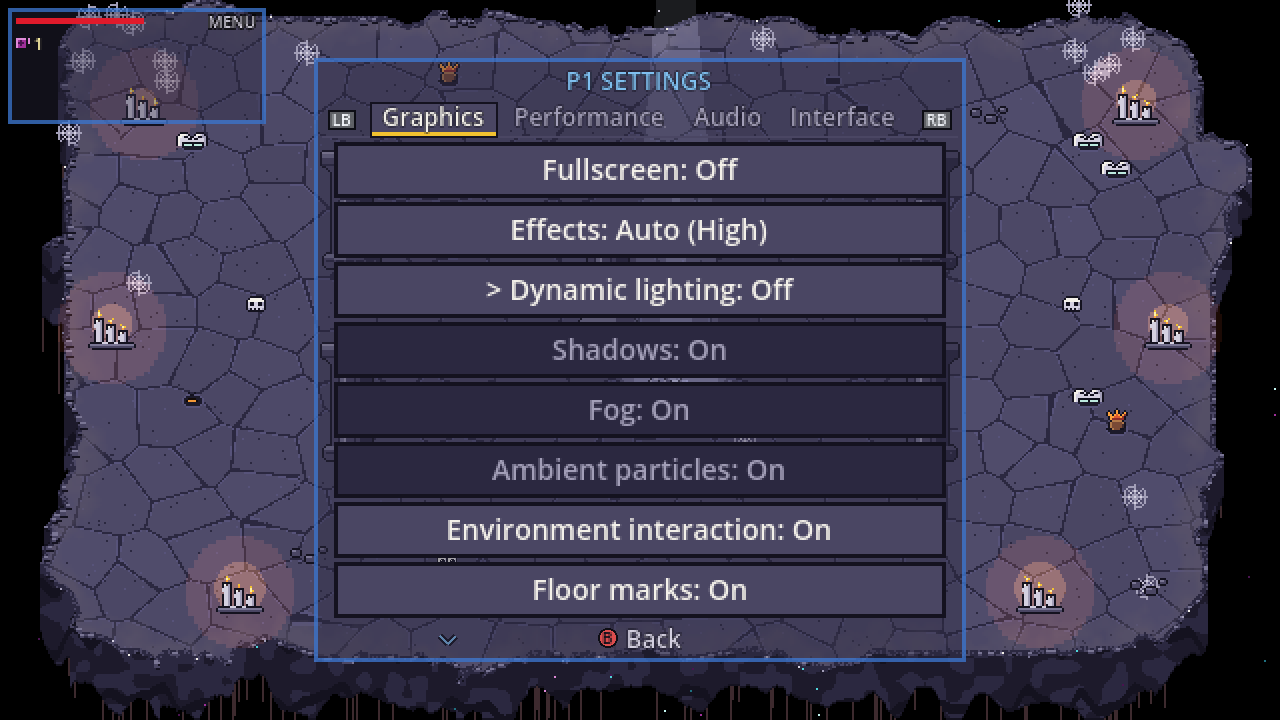 MENU
1
P1 SETTINGS
LB Graphics Performance Audio Interface RB
Fullscreen: Off
Effects: Auto (High)
> Dynamic lighting: Off
Shadows: On
Fog: On
Ambient particles: On
Environment interaction: On
Floor marks: On
B Back